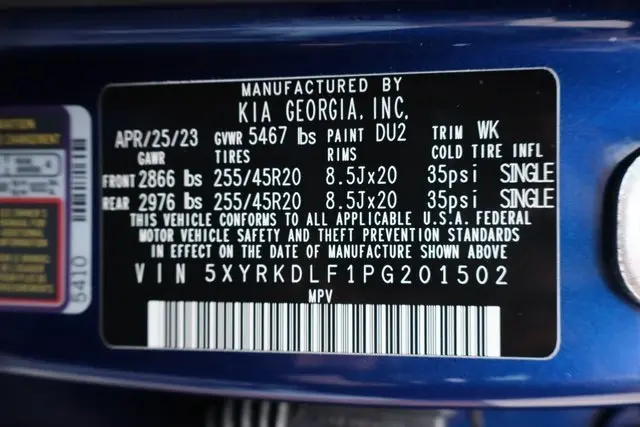 MANUFACTURED BY
KIA GEORGIA, INC.
APR/25/23 GVWR 5467 lbs PAINT DU2 TRIM WK
GAWR TIRES RIMS COLD TIRE INFL
FRONT 2866 lbs 255/45R20 8.5Jx20 35psi SINGLE
REAR 2976 lbs 255/45R20 8.5Jx20 35psi SINGLE
THIS VEHICLE CONFORMS TO ALL APPLICABLE U.S.A. FEDERAL
MOTOR VEHICLE SAFETY AND THEFT PREVENTION STANDARDS
IN EFFECT ON THE DATE OF MANUFACTURE SHOWN ABOVE
VIN 5XYRKDLF1PG201502
MPV
5410